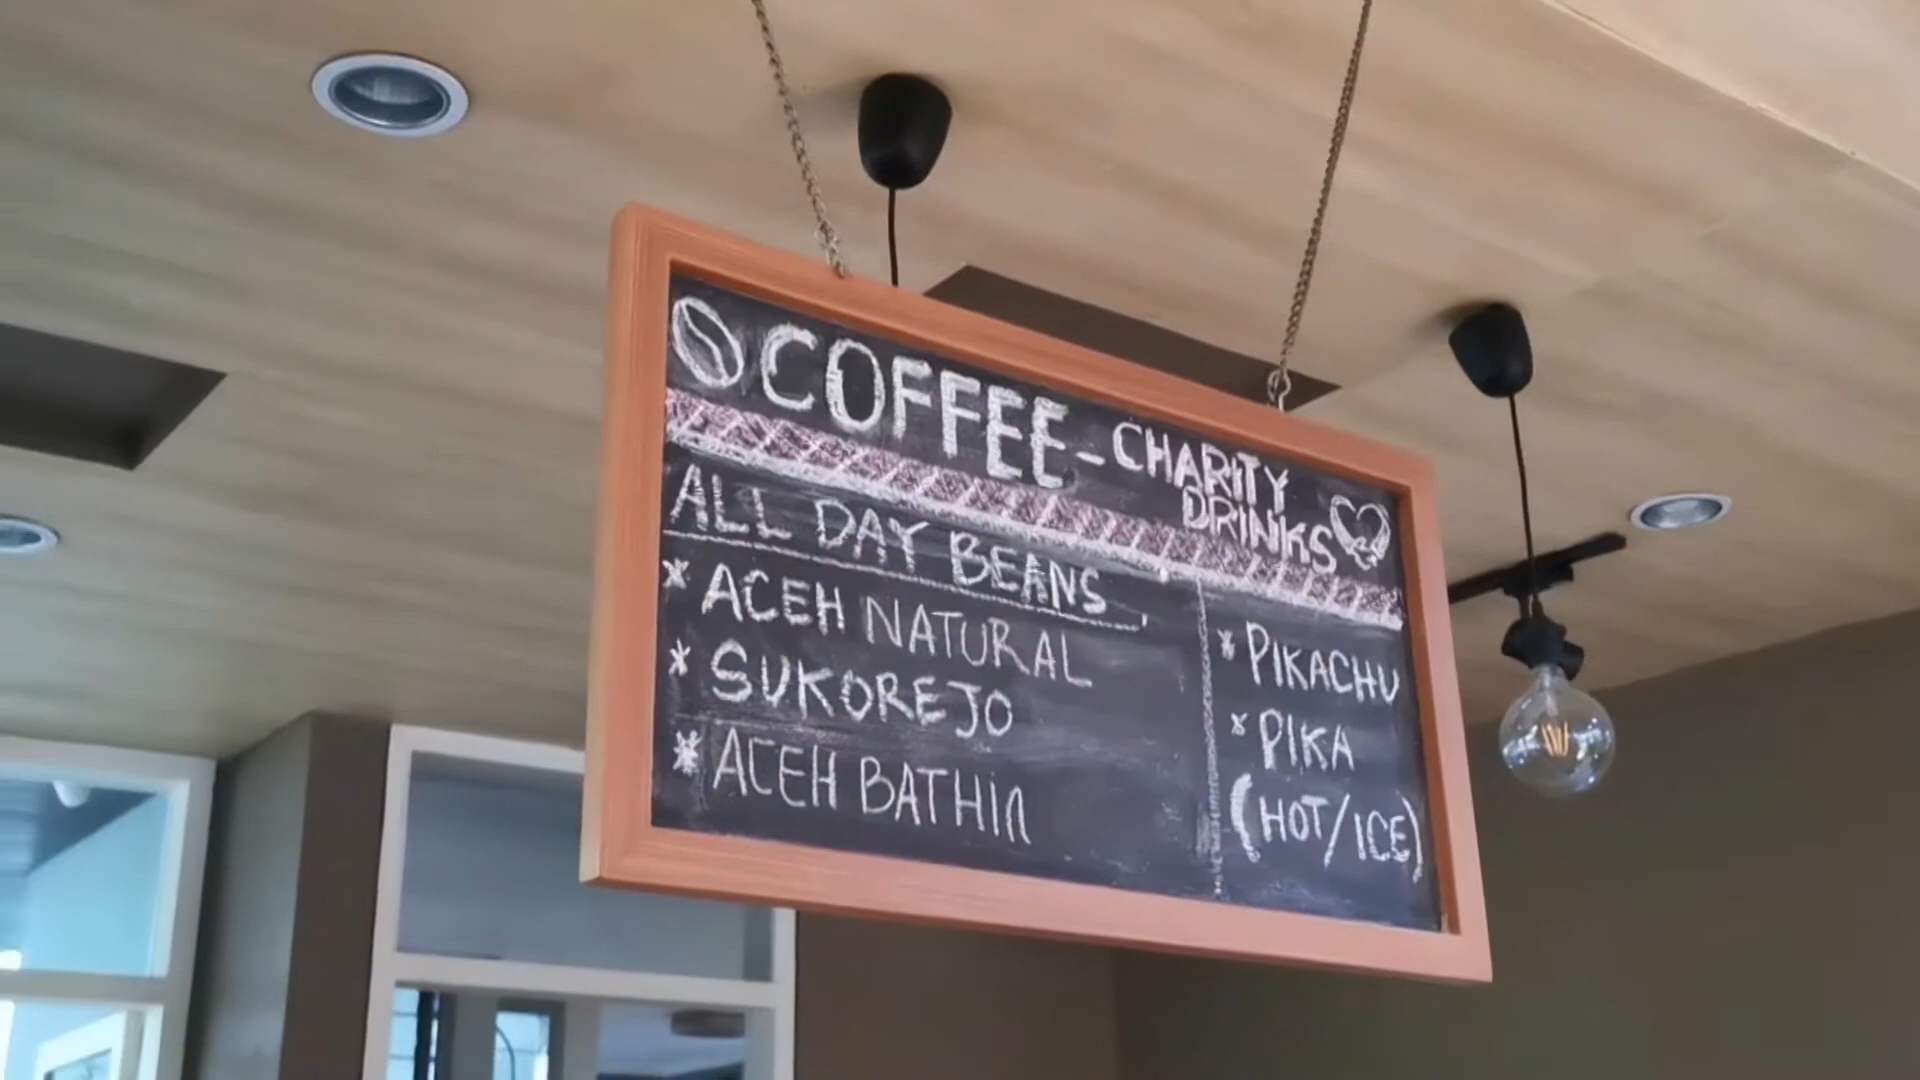 COFFEE - CHARITY
DRINKS
ALL DAY BEANS
* ACEH NATURAL
* SUKOREJO
* ACEH BATHIN
* PIKACHU
* PIKA
(HOT/ICE)